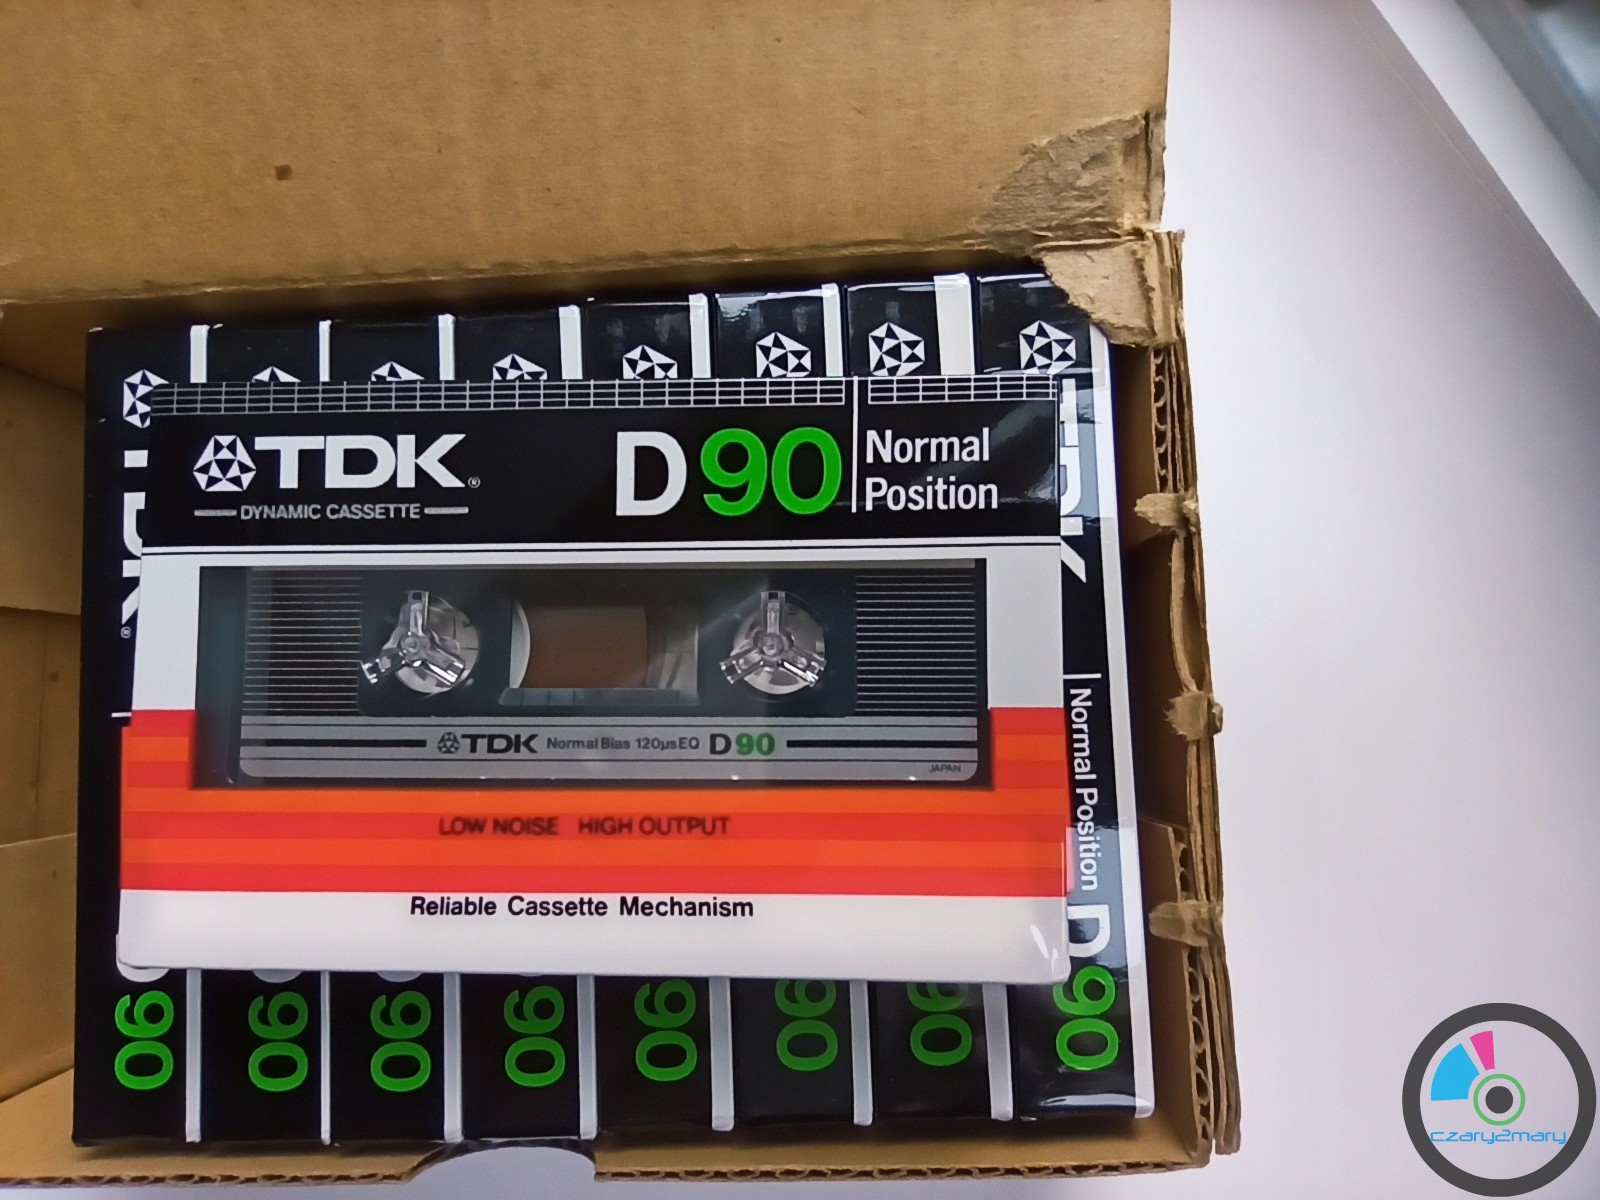 TDK®
DYNAMIC CASSETTE
D90
Normal
Position
TDK Normal Bias 120µs EQ D90
JAPAN
LOW NOISE HIGH OUTPUT
Reliable Cassette Mechanism
TDK
Normal Position
D90
90
90
90
90
90
90
90
czary2mary